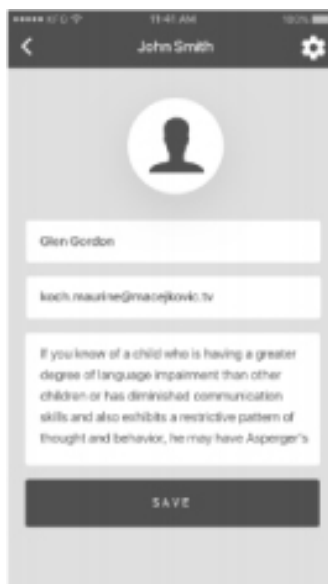 11:41 AM 100%
John Smith
Glen Gordon
koch.maurine@macejkovic.tv
If you know of a child who is having a greater
degree of language impairment than other
children or has diminished communication
skills and also exhibits a restrictive pattern of
thought and behavior, he may have Asperger's
SAVE